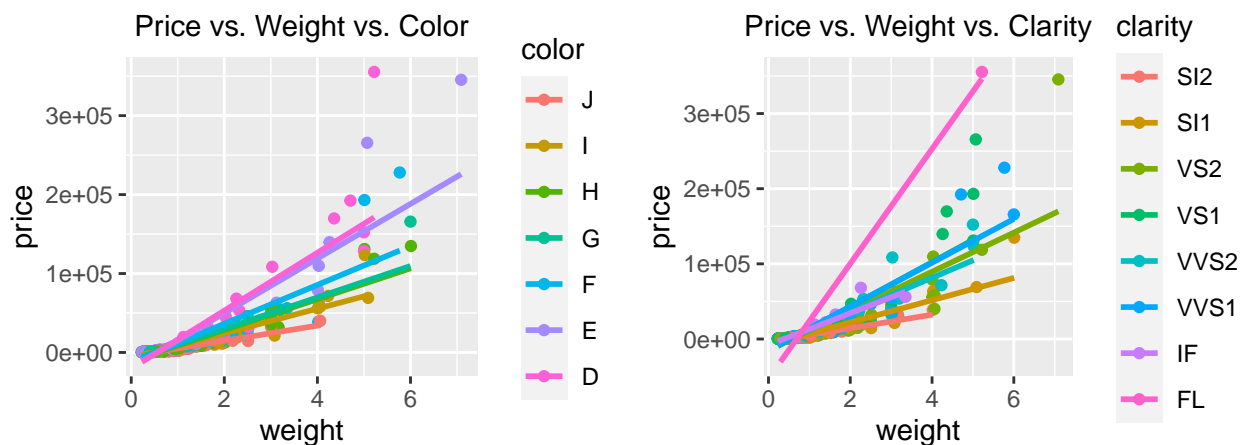 Price vs. Weight vs. Color
price
3e+05
2e+05
1e+05
0e+00
0
2
4
6
weight
color
J
I
H
G
F
E
D
Price vs. Weight vs. Clarity
price
3e+05
2e+05
1e+05
0e+00
0
2
4
6
weight
clarity
SI2
SI1
VS2
VS1
VVS2
VVS1
IF
FL